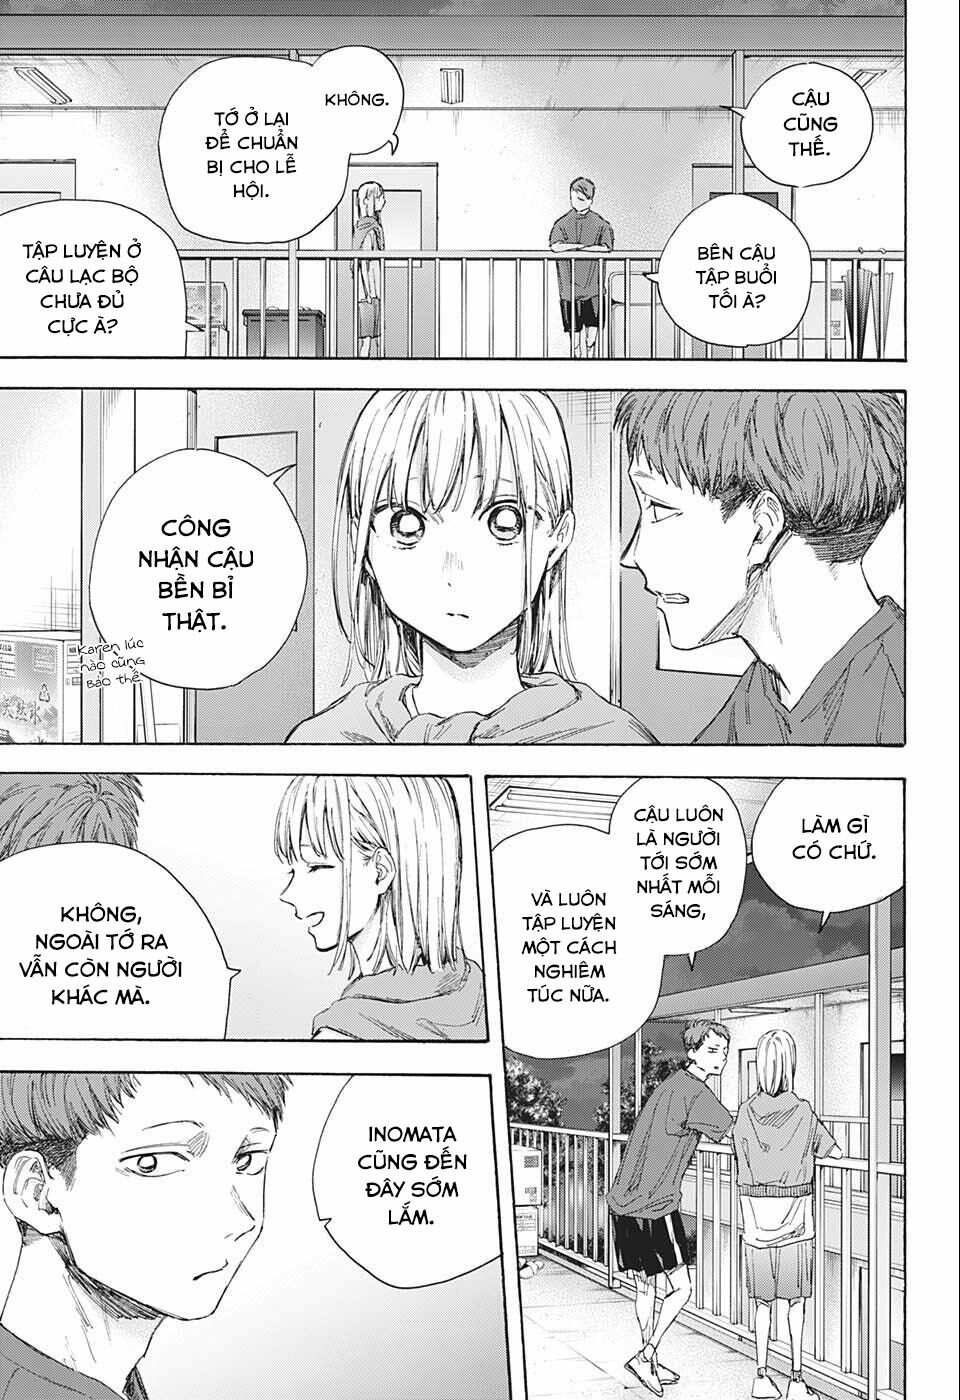 CẬU
CŨNG
THẾ.
BÊN CẬU
TẬP BUỔI
TỐI À?
KHÔNG.
TỚ Ở LẠI
ĐỂ CHUẨN
BỊ CHO LỄ
HỘI.
TẬP LUYỆN Ở
CÂU LẠC BỘ
CHƯA ĐỦ
CỰC À?
CÔNG
NHẬN CẬU
BỀN BỈ
THẬT.
Karen lúc
nào cũng
bảo thế
LÀM GÌ
CÓ CHỨ.
CẬU LUÔN
LÀ NGƯỜI
TỚI SỚM
NHẤT MỖI
SÁNG,
VÀ LUÔN
TẬP LUYỆN
MỘT CÁCH
NGHIÊM
TÚC NỮA.
KHÔNG,
NGOÀI TỚ RA
VẪN CÒN NGƯỜI
KHÁC MÀ.
INOMATA
CŨNG ĐẾN
ĐÂY SỚM
LẮM.